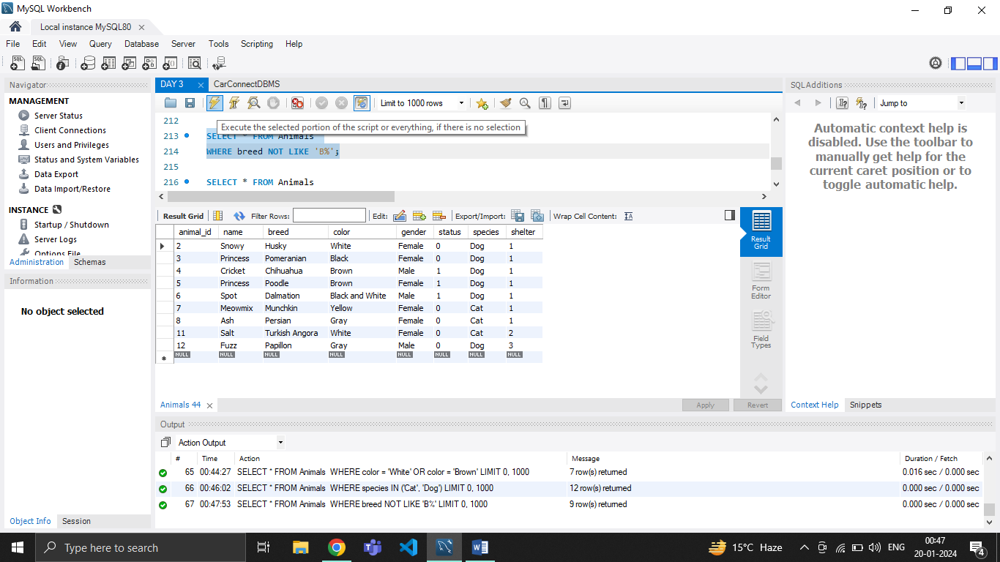 MySQL Workbench
Local instance MySQL80
File Edit View Query Database Server Tools Scripting Help
Navigator
MANAGEMENT
Server Status
Client Connections
Users and Privileges
Status and System Variables
Data Export
Data Import/Restore
INSTANCE
Startup / Shutdown
Server Logs
Options File
Administration Schemas
Information
No object selected
Object Info Session
DAY 3 CarConnectDBMS
Limit to 1000 rows
Execute the selected portion of the script or everything, if there is no selection
212
213 SELECT * FROM Animals
214 WHERE breed NOT LIKE 'B%';
215
216 SELECT * FROM Animals
Result Grid Filter Rows: Edit: Export/Import: Wrap Cell Content:
animal_id name breed color gender status species shelter
2 Snowy Husky White Female 0 Dog 1
3 Princess Pomeranian Black Female 0 Dog 1
4 Cricket Chihuahua Brown Male 1 Dog 1
5 Princess Poodle Brown Female 1 Dog 1
6 Spot Dalmation Black and White Male 1 Dog 1
7 Meowmix Munchkin Yellow Female 0 Cat 1
8 Ash Persian Gray Female 0 Cat 1
11 Salt Turkish Angora White Female 0 Cat 2
12 Fuzz Papillon Gray Male 0 Dog 3
NULL NULL NULL NULL NULL NULL NULL NULL
Result Grid
Form Editor
Field Types
Animals 44 Apply Revert
SQLAdditions
Jump to
Automatic context help is
disabled. Use the toolbar to
manually get help for the
current caret position or to
toggle automatic help.
Context Help Snippets
Output
Action Output
# Time Action Message Duration / Fetch
65 00:44:27 SELECT * FROM Animals WHERE color = 'White' OR color = 'Brown' LIMIT 0, 1000 7 row(s) returned 0.016 sec / 0.000 sec
66 00:46:02 SELECT * FROM Animals WHERE species IN ('Cat', 'Dog') LIMIT 0, 1000 12 row(s) returned 0.000 sec / 0.000 sec
67 00:47:53 SELECT * FROM Animals WHERE breed NOT LIKE 'B%' LIMIT 0, 1000 9 row(s) returned 0.000 sec / 0.000 sec
Type here to search
15°C Haze
ENG
00:47
20-01-2024
4